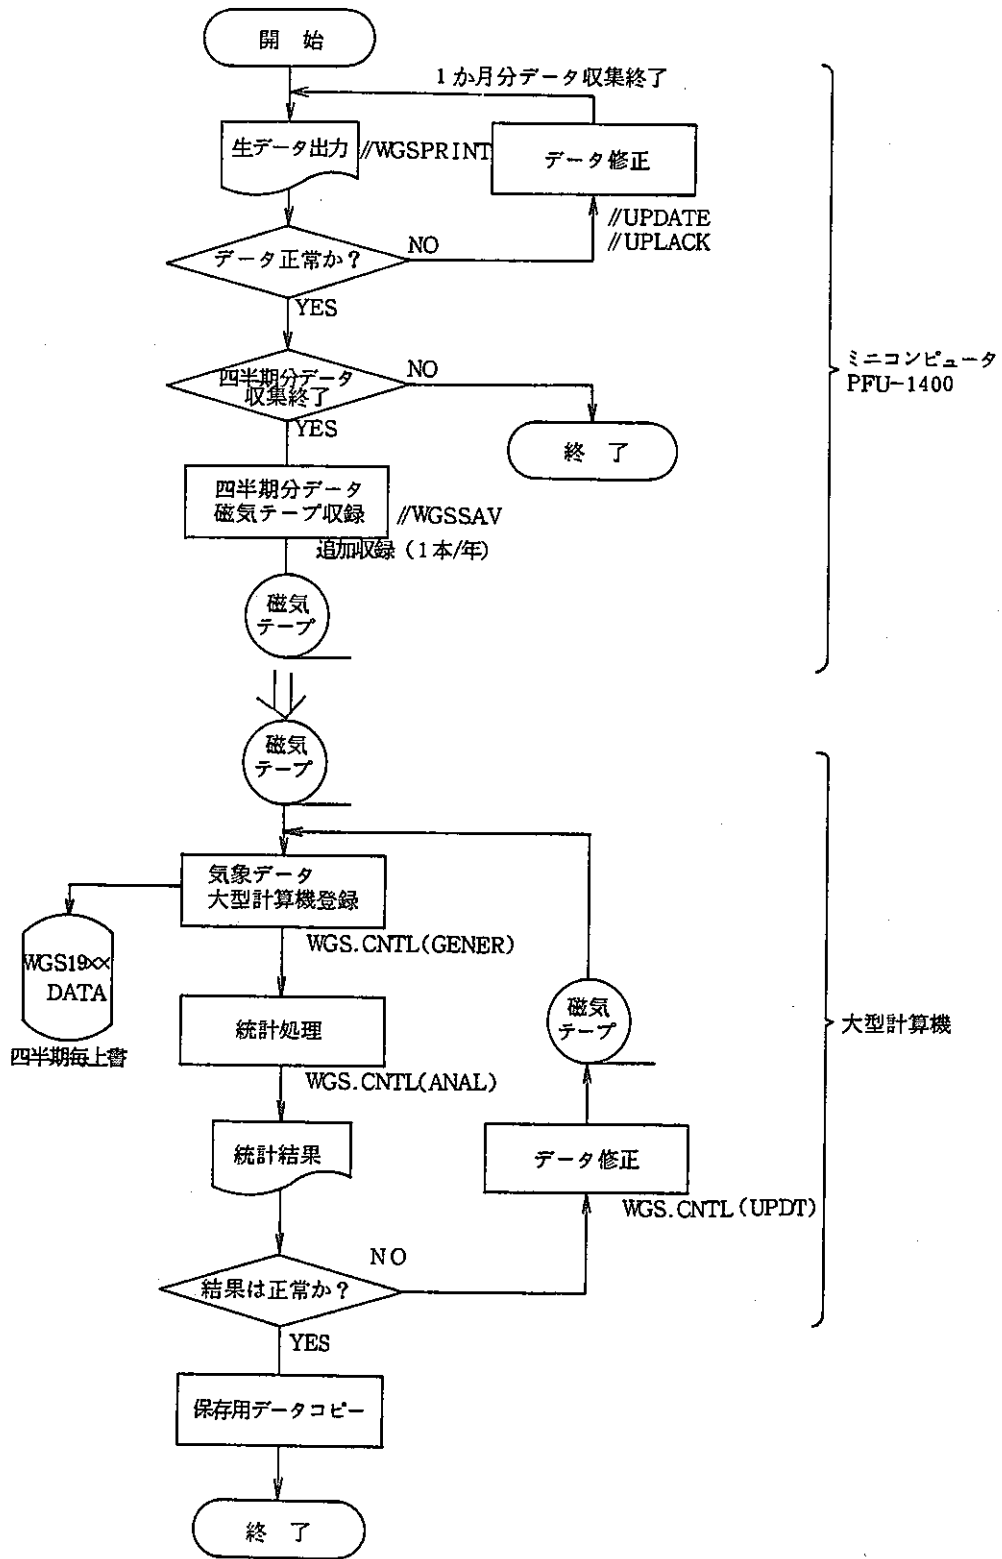 開 始
1か月分データ収集終了
生データ出力
//WGSPRINT
データ修正
//UPDATE
//UPLACK
データ正常か?
NO
YES
四半期分データ
収集終了
NO
YES
終 了
ミニコンピュータ
PFU-1400
四半期分データ
磁気テープ収録
//WGSSAV
追加収録(1本/年)
磁気
テープ
磁気
テープ
気象データ
大型計算機登録
WGS.CNTL(GENER)
WGS19××
DATA
四半期毎上書
統計処理
WGS.CNTL(ANAL)
磁気
テープ
大型計算機
統計結果
データ修正
WGS.CNTL(UPDT)
結果は正常か?
NO
YES
保存用データコピー
終 了